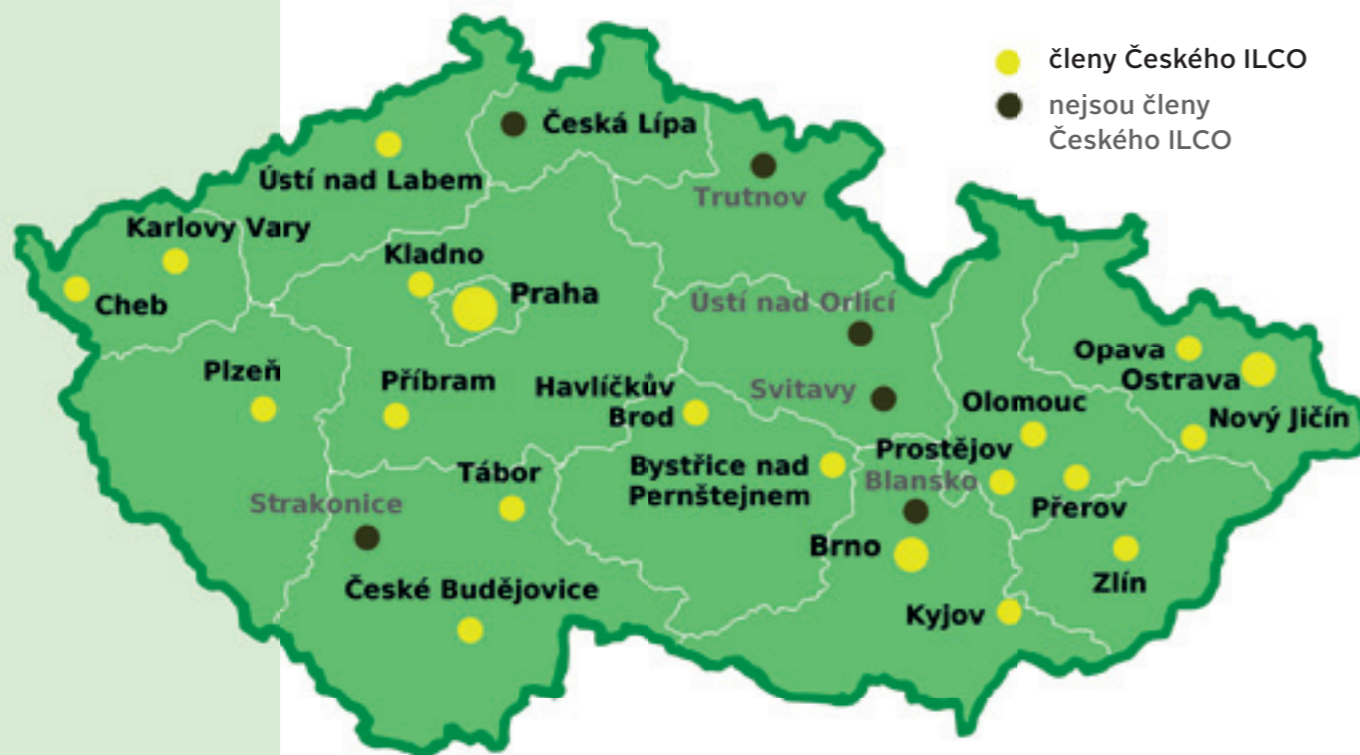 členy Českého ILCO
nejsou členy
Českého ILCO
Česká Lípa
Ústí nad Labem
Trutnov
Karlovy Vary
Kladno
Praha
Cheb
Ústí nad Orlicí
Plzeň
Příbram
Havlíčkův
Brod
Svitavy
Opava
Ostrava
Olomouc
Nový Jičín
Prostějov
Bystřice nad
Pernštejnem
Blansko
Tábor
Strakonice
Přerov
Brno
Zlín
České Budějovice
Kyjov